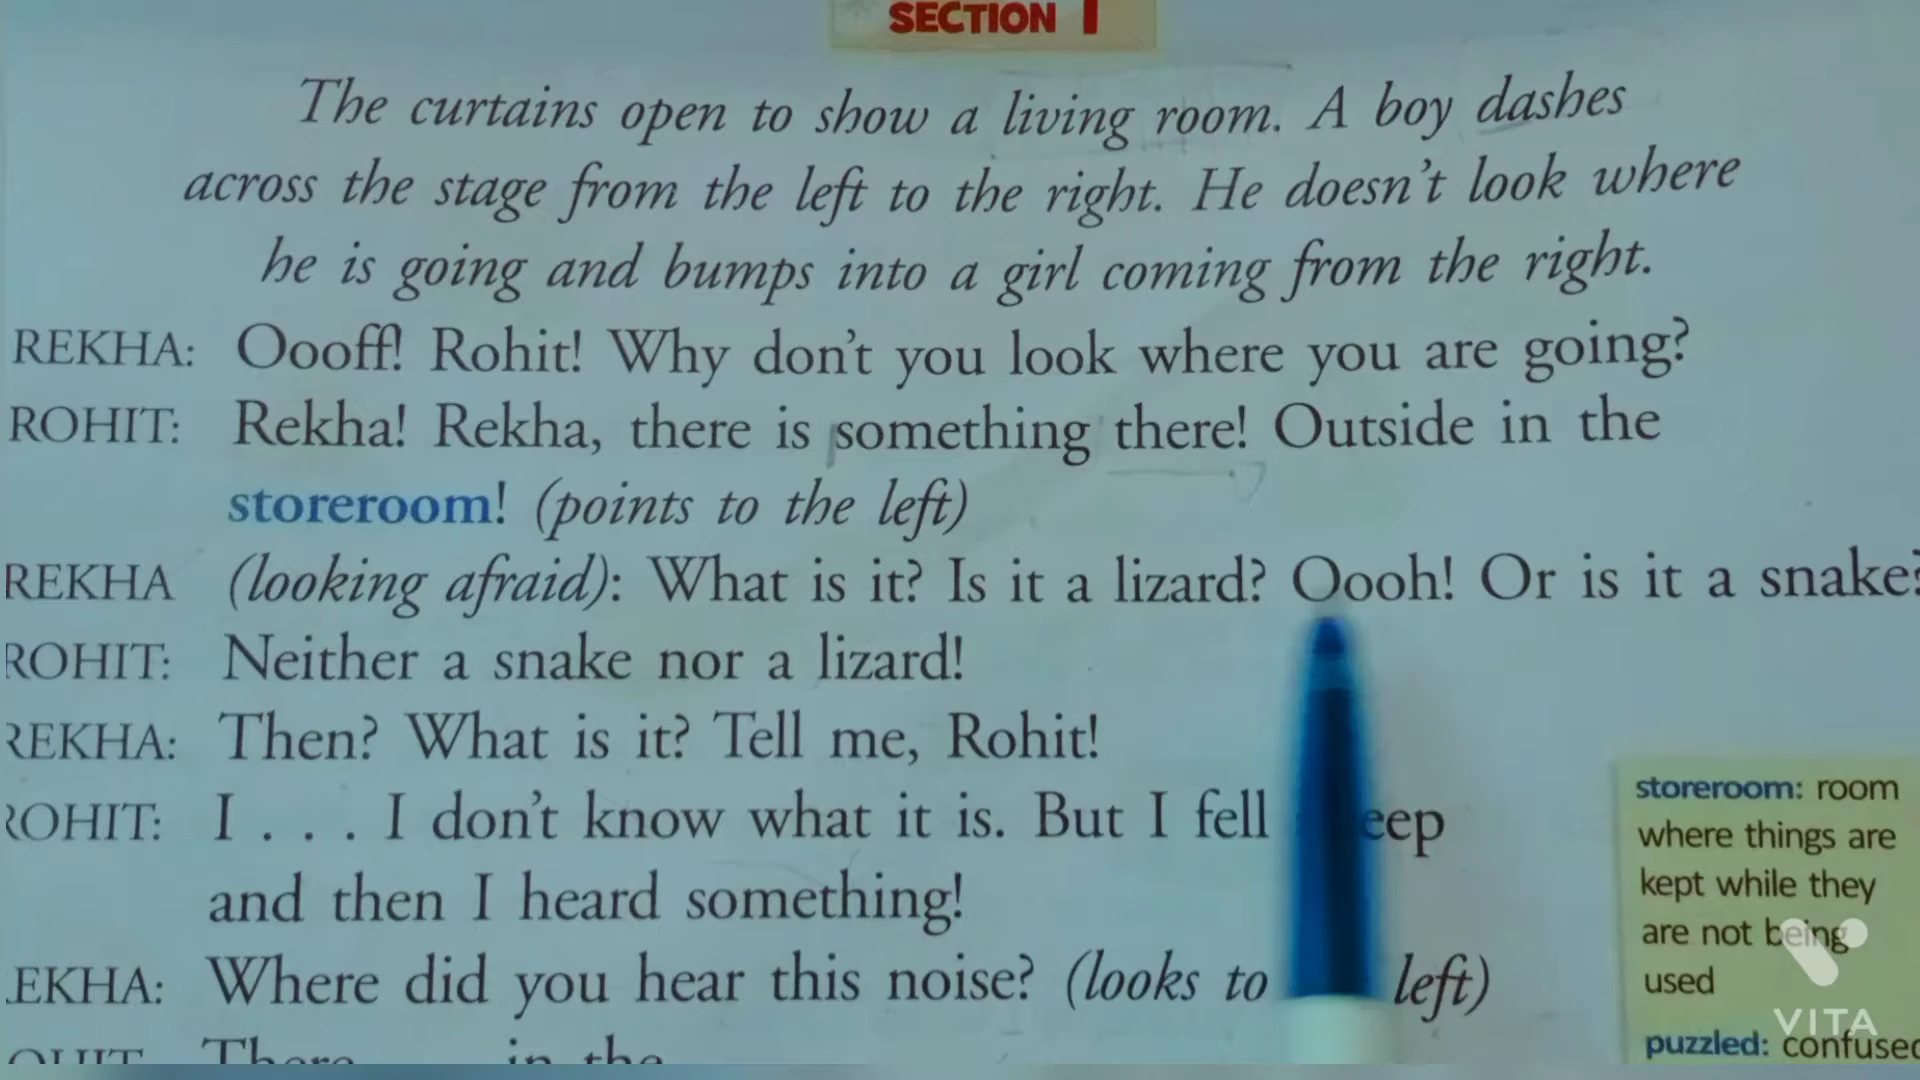 SECTION 1
The curtains open to show a living room. A boy dashes
across the stage from the left to the right. He doesn't look where
he is going and bumps into a girl coming from the right.
REKHA: Oooff! Rohit! Why don't you look where you are going?
ROHIT: Rekha! Rekha, there is something there! Outside in the
storeroom! (points to the left)
REKHA (looking afraid): What is it? Is it a lizard? Oooh! Or is it a snake?
ROHIT: Neither a snake nor a lizard!
REKHA: Then? What is it? Tell me, Rohit!
ROHIT: I . . . I don't know what it is. But I fell eep
and then I heard something!
EKHA: Where did you hear this noise? (looks to left)
There in the
storeroom: room
where things are
kept while they
are not being
used
puzzled: confused
VITA